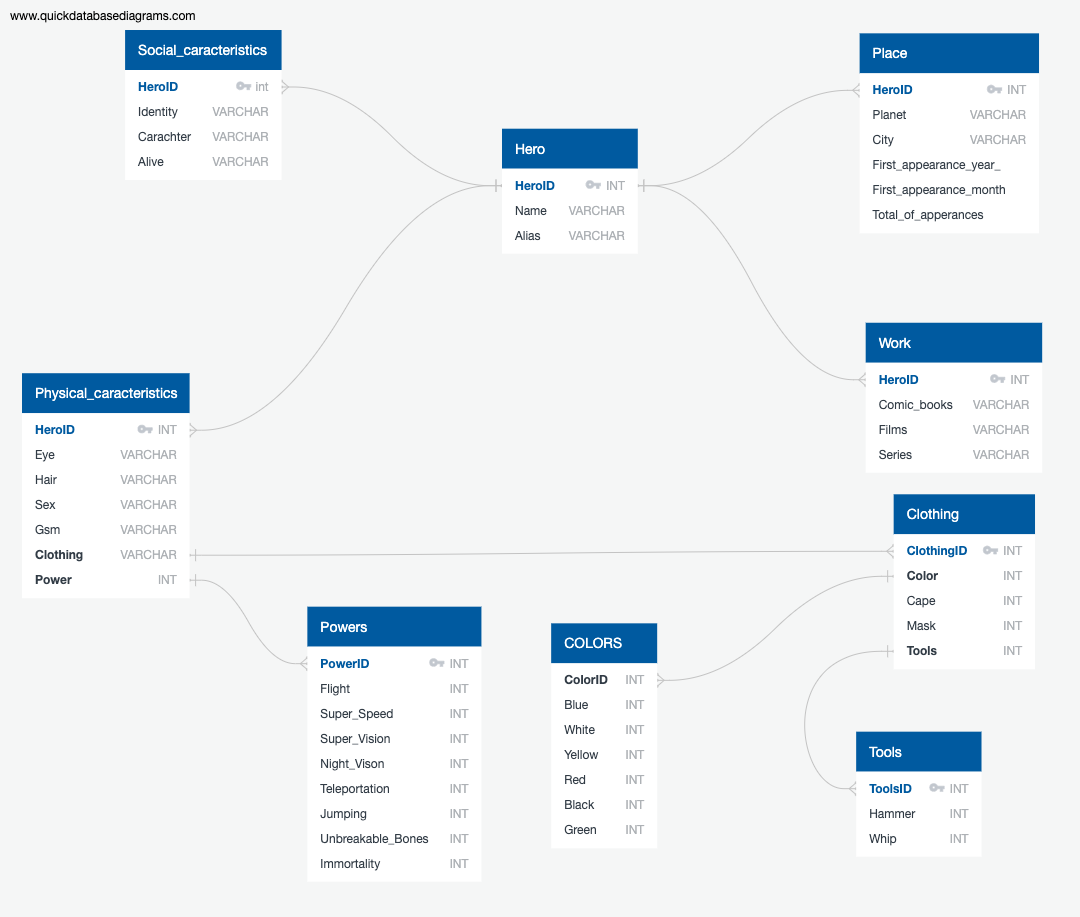 www.quickdatabasediagrams.com
Social_caracteristics
HeroID int
Identity VARCHAR
Carachter VARCHAR
Alive VARCHAR
Hero
HeroID INT
Name VARCHAR
Alias VARCHAR
Place
HeroID INT
Planet VARCHAR
City VARCHAR
First_appearance_year_
First_appearance_month
Total_of_apperances
Work
HeroID INT
Comic_books VARCHAR
Films VARCHAR
Series VARCHAR
Physical_caracteristics
HeroID INT
Eye VARCHAR
Hair VARCHAR
Sex VARCHAR
Gsm VARCHAR
Clothing VARCHAR
Power INT
Powers
PowerID INT
Flight INT
Super_Speed INT
Super_Vision INT
Night_Vison INT
Teleportation INT
Jumping INT
Unbreakable_Bones INT
Immortality INT
COLORS
ColorID INT
Blue INT
White INT
Yellow INT
Red INT
Black INT
Green INT
Clothing
ClothingID INT
Color INT
Cape INT
Mask INT
Tools INT
Tools
ToolsID INT
Hammer INT
Whip INT